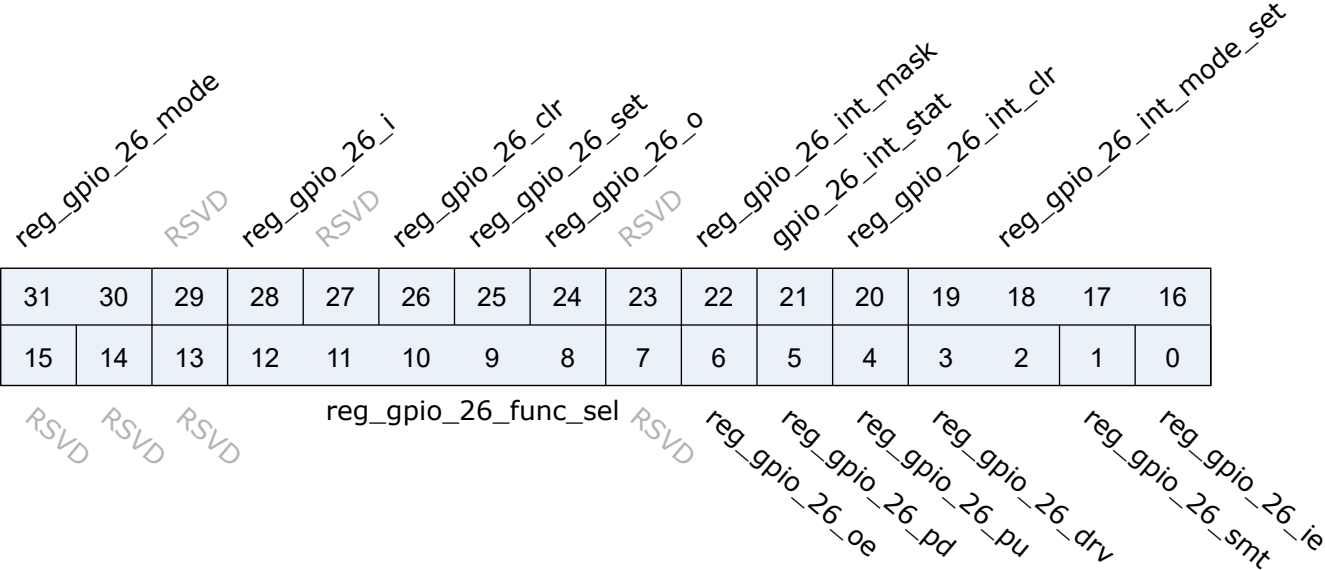 reg_gpio_26_mode
RSVD
reg_gpio_26_i
RSVD
reg_gpio_26_clr
reg_gpio_26_set
reg_gpio_26_o
RSVD
reg_gpio_26_int_mask
gpio_26_int_stat
reg_gpio_26_int_clr
reg_gpio_26_int_mode_set
31 30 29 28 27 26 25 24 23 22 21 20 19 18 17 16
15 14 13 12 11 10 9 8 7 6 5 4 3 2 1 0
RSVD
RSVD
RSVD
reg_gpio_26_func_sel
RSVD
reg_gpio_26_oe
reg_gpio_26_pd
reg_gpio_26_pu
reg_gpio_26_drv
reg_gpio_26_smt
reg_gpio_26_ie